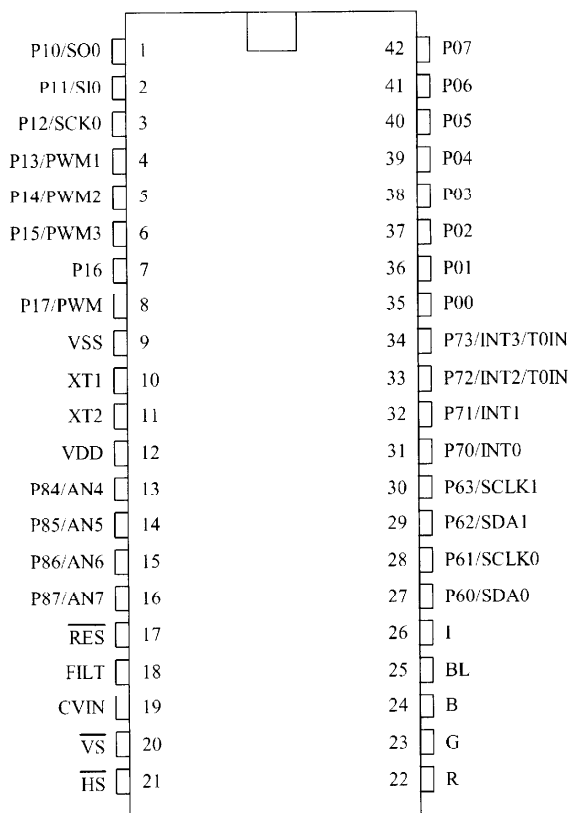 P10/SO0 1 42 P07
P11/SI0 2 41 P06
P12/SCK0 3 40 P05
P13/PWM1 4 39 P04
P14/PWM2 5 38 P03
P15/PWM3 6 37 P02
P16 7 36 P01
P17/PWM 8 35 P00
VSS 9 34 P73/INT3/T0IN
XT1 10 33 P72/INT2/T0IN
XT2 11 32 P71/INT1
VDD 12 31 P70/INT0
P84/AN4 13 30 P63/SCLK1
P85/AN5 14 29 P62/SDA1
P86/AN6 15 28 P61/SCLK0
P87/AN7 16 27 P60/SDA0
RES 17 26 I
FILT 18 25 BL
CVIN 19 24 B
VS 20 23 G
HS 21 22 R